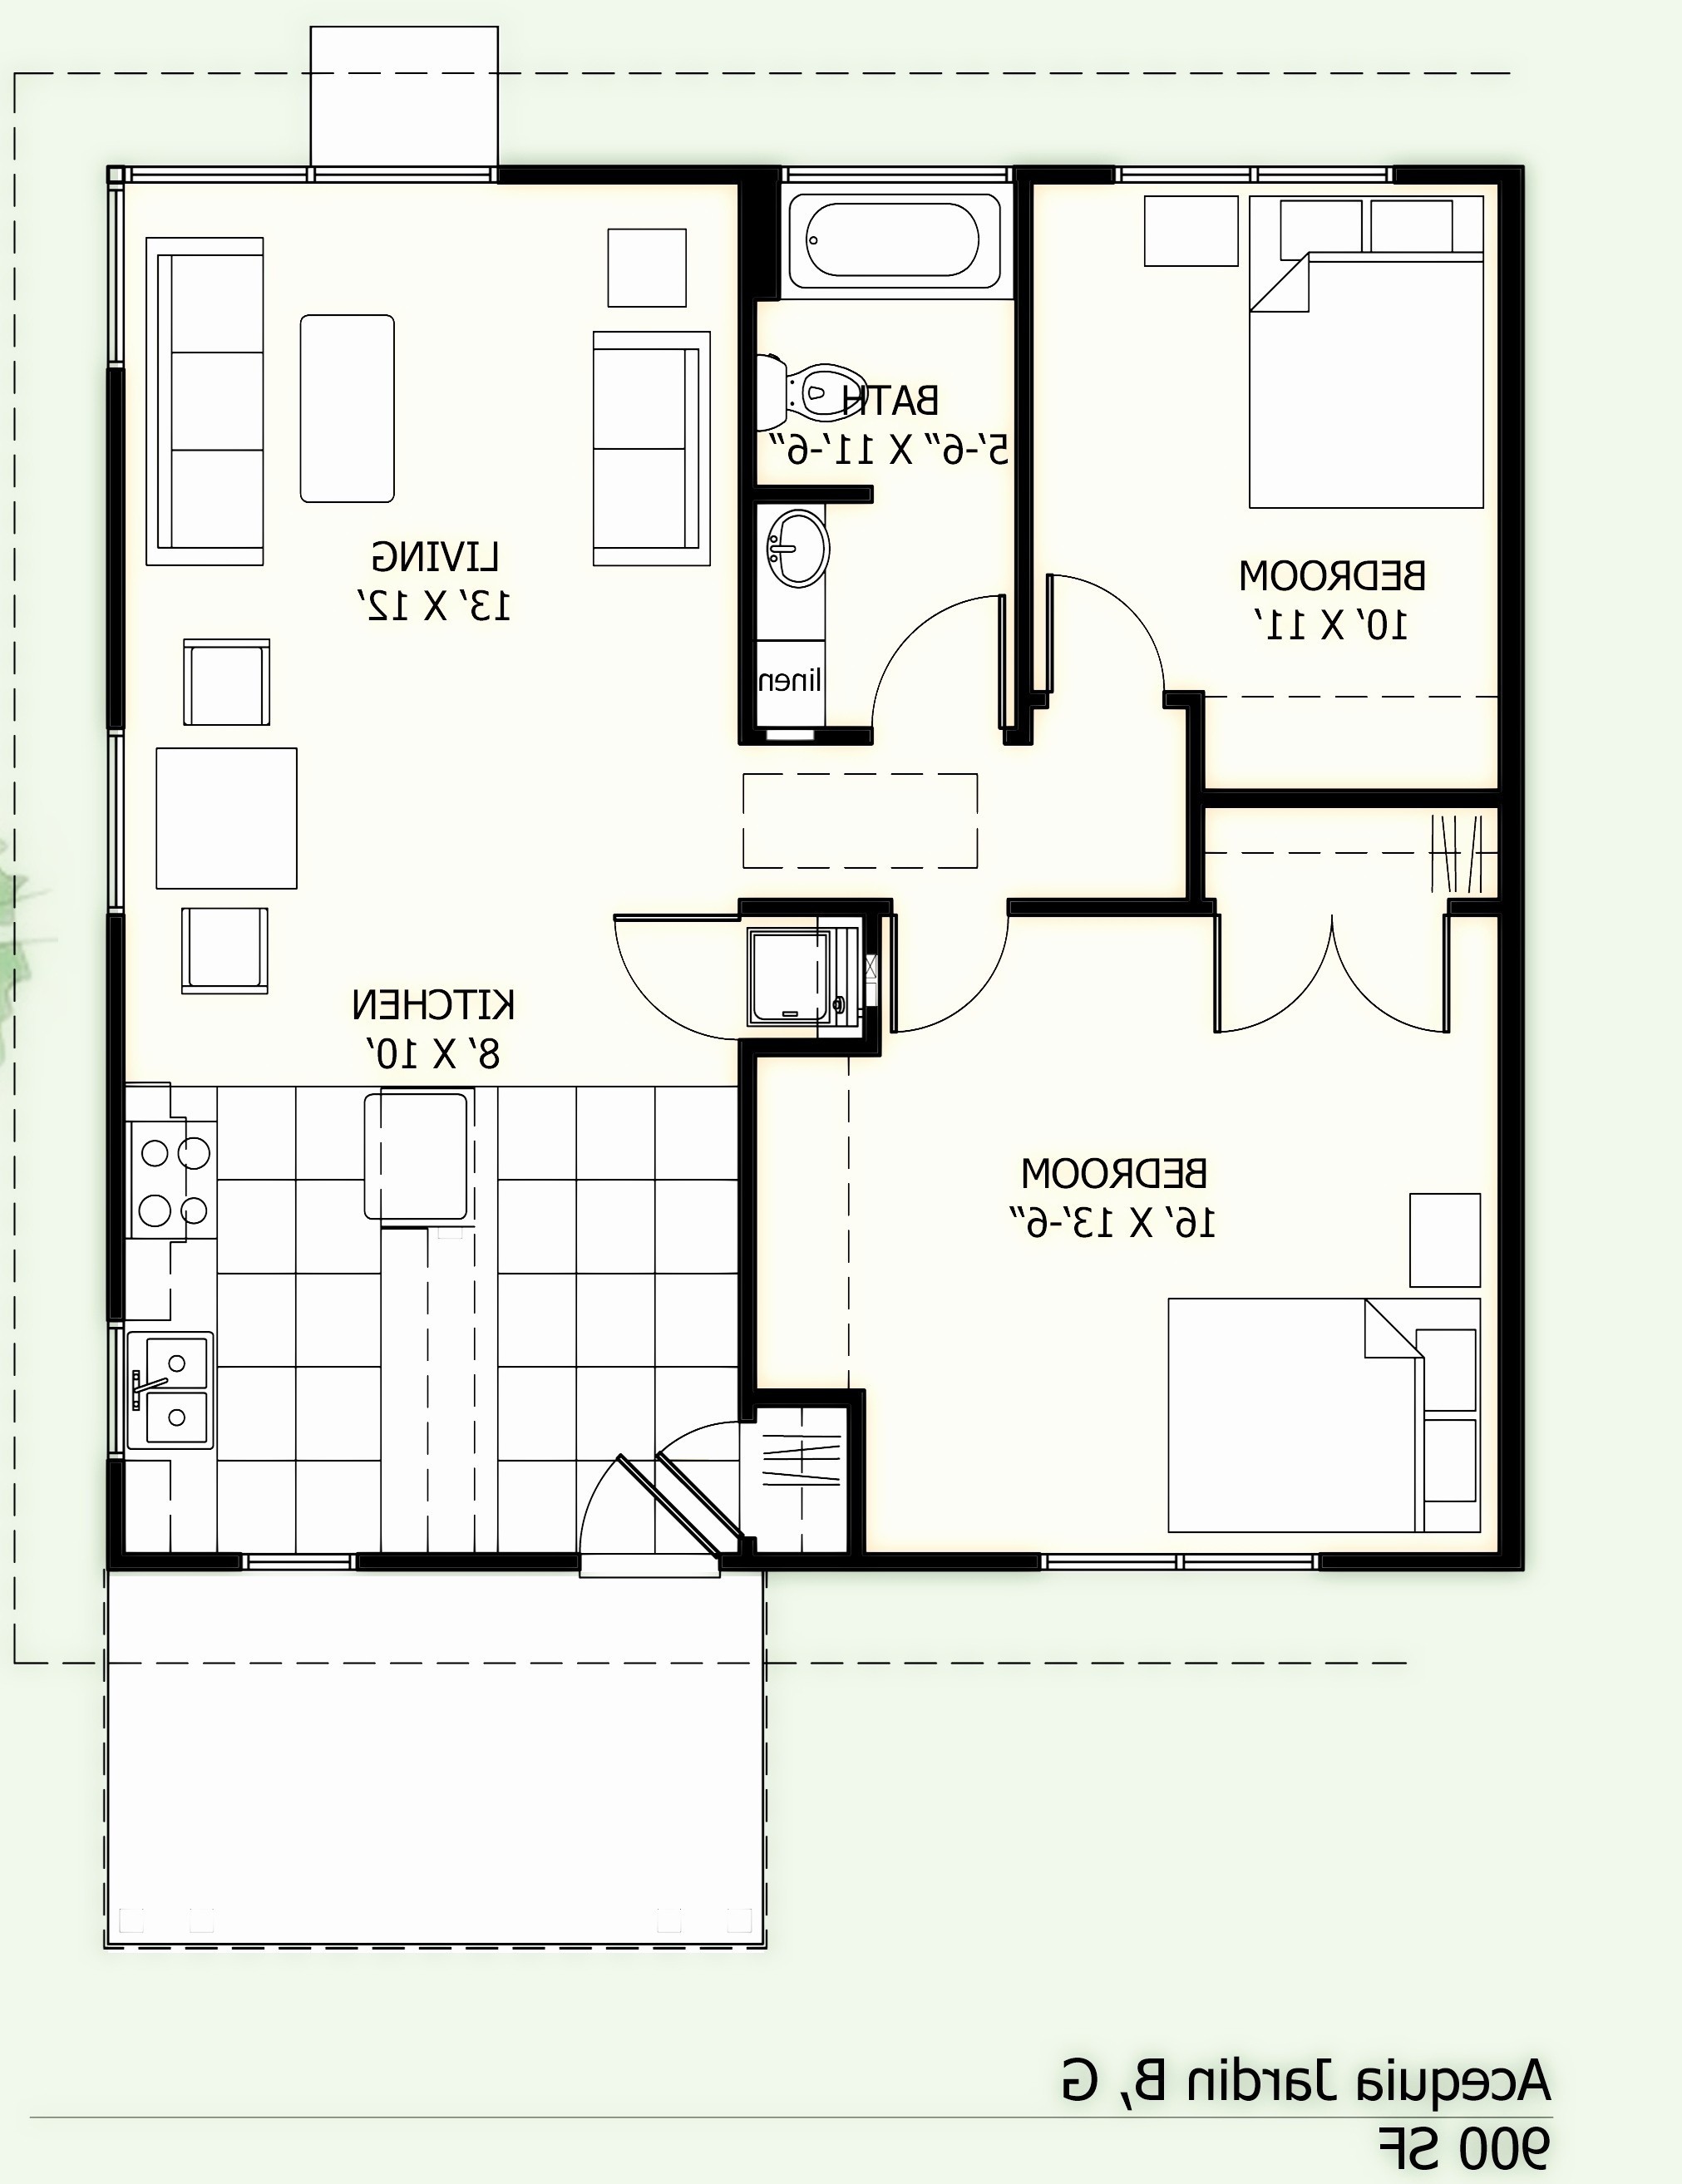 BATH
5'-6" X 11'-6"
LIVING
13' X 12'
BEDROOM
10' X 11'
linen
KITCHEN
8' X 10'
BEDROOM
16' X 13'-6"
Acequia Jardin B, G
900 SF